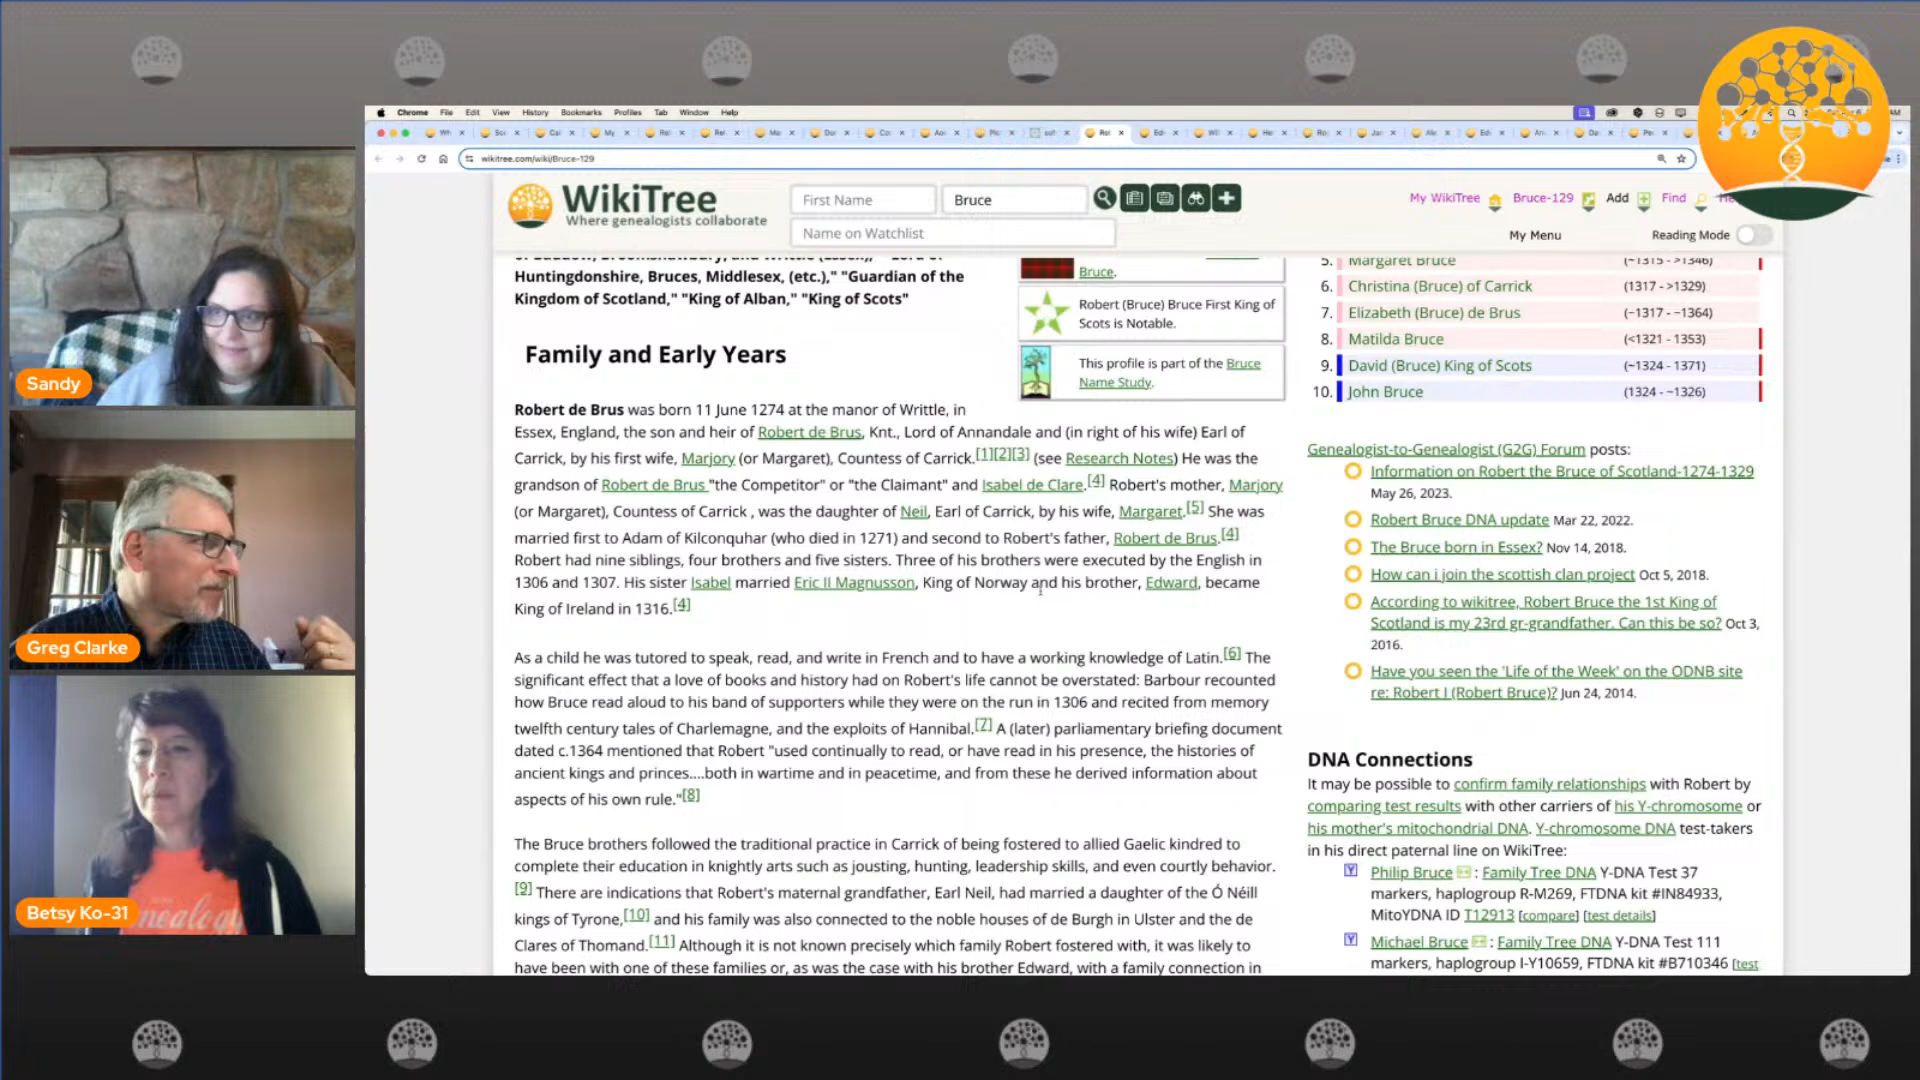 Chrome File Edit View History Bookmarks Profiles Tab Window Help
wikitree.com/wiki/Bruce-129
WikiTree
Where genealogists collaborate
First Name
Bruce
Name on Watchlist
My WikiTree Bruce-129 Add Find
My Menu Reading Mode
Huntingdonshire, Bruces, Middlesex, (etc.)," "Guardian of the
Kingdom of Scotland," "King of Alban," "King of Scots"
Bruce.
Robert (Bruce) Bruce First King of
Scots is Notable.
This profile is part of the Bruce
Name Study.
Family and Early Years
Robert de Brus was born 11 June 1274 at the manor of Writtle, in
Essex, England, the son and heir of Robert de Brus, Knt., Lord of Annandale and (in right of his wife) Earl of
Carrick, by his first wife, Marjory (or Margaret), Countess of Carrick.[1][2][3] (see Research Notes) He was the
grandson of Robert de Brus "the Competitor" or "the Claimant" and Isabel de Clare.[4] Robert's mother, Marjory
(or Margaret), Countess of Carrick , was the daughter of Neil, Earl of Carrick, by his wife, Margaret.[5] She was
married first to Adam of Kilconquhar (who died in 1271) and second to Robert's father, Robert de Brus.[4]
Robert had nine siblings, four brothers and five sisters. Three of his brothers were executed by the English in
1306 and 1307. His sister Isabel married Eric II Magnusson, King of Norway and his brother, Edward, became
King of Ireland in 1316.[4]
As a child he was tutored to speak, read, and write in French and to have a working knowledge of Latin.[6] The
significant effect that a love of books and history had on Robert's life cannot be overstated: Barbour recounted
how Bruce read aloud to his band of supporters while they were on the run in 1306 and recited from memory
twelfth century tales of Charlemagne, and the exploits of Hannibal.[7] A (later) parliamentary briefing document
dated c.1364 mentioned that Robert "used continually to read, or have read in his presence, the histories of
ancient kings and princes....both in wartime and in peacetime, and from these he derived information about
aspects of his own rule."[8]
The Bruce brothers followed the traditional practice in Carrick of being fostered to allied Gaelic kindred to
complete their education in knightly arts such as jousting, hunting, leadership skills, and even courtly behavior.
[9] There are indications that Robert's maternal grandfather, Earl Neil, had married a daughter of the Ó Néill
kings of Tyrone,[10] and his family was also connected to the noble houses of de Burgh in Ulster and the de
Clares of Thomand.[11] Although it is not known precisely which family Robert fostered with, it was likely to
have been with one of these families or, as was the case with his brother Edward, with a family connection in
5. Margaret Bruce (~1315 - >1346)
6. Christina (Bruce) of Carrick (1317 - >1329)
7. Elizabeth (Bruce) de Brus (~1317 - ~1364)
8. Matilda Bruce (<1321 - 1353)
9. David (Bruce) King of Scots (~1324 - 1371)
10. John Bruce (1324 - ~1326)
Genealogist-to-Genealogist (G2G) Forum posts:
Information on Robert the Bruce of Scotland-1274-1329
May 26, 2023.
Robert Bruce DNA update Mar 22, 2022.
The Bruce born in Essex? Nov 14, 2018.
How can i join the scottish clan project Oct 5, 2018.
According to wikitree, Robert Bruce the 1st King of
Scotland is my 23rd gr-grandfather. Can this be so? Oct 3,
2016.
Have you seen the 'Life of the Week' on the ODNB site
re: Robert I (Robert Bruce)? Jun 24, 2014.
DNA Connections
It may be possible to confirm family relationships with Robert by
comparing test results with other carriers of his Y-chromosome or
his mother's mitochondrial DNA. Y-chromosome DNA test-takers
in his direct paternal line on WikiTree:
Philip Bruce : Family Tree DNA Y-DNA Test 37
markers, haplogroup R-M269, FTDNA kit #IN84933,
MitoYDNA ID T12913 [compare] [test details]
Michael Bruce : Family Tree DNA Y-DNA Test 111
markers, haplogroup I-Y10659, FTDNA kit #B710346 [test
Sandy
Greg Clarke
Betsy Ko-31